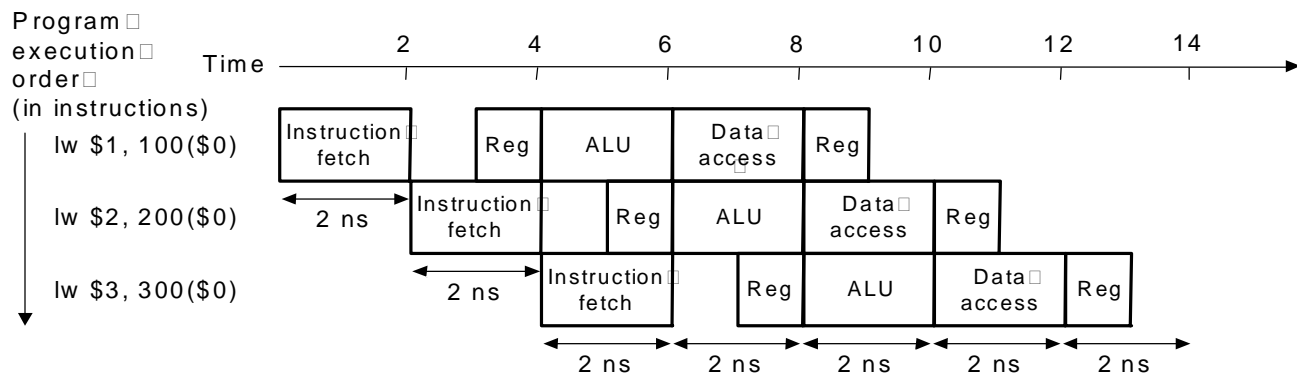 Program
execution
order
(in instructions)
Time
2 4 6 8 10 12 14
lw $1, 100($0)
Instruction
fetch
Reg
ALU
Data
access
Reg
2 ns
lw $2, 200($0)
Instruction
fetch
Reg
ALU
Data
access
Reg
2 ns
lw $3, 300($0)
Instruction
fetch
Reg
ALU
Data
access
Reg
2 ns 2 ns 2 ns 2 ns 2 ns